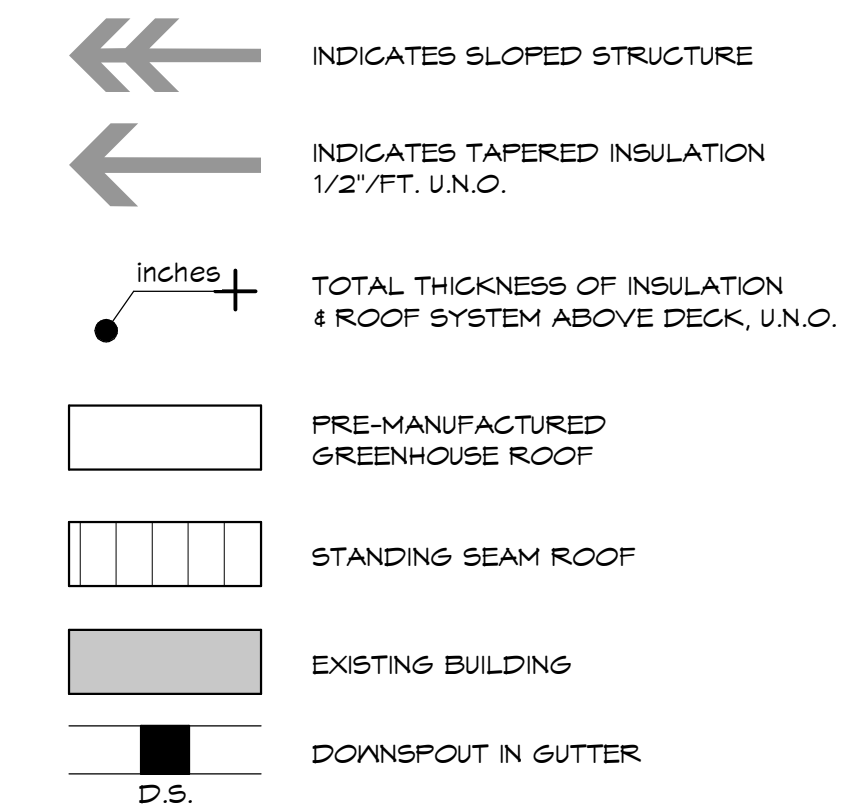 INDICATES SLOPED STRUCTURE
INDICATES TAPERED INSULATION
1/2"/FT. U.N.O.
inches
TOTAL THICKNESS OF INSULATION
& ROOF SYSTEM ABOVE DECK, U.N.O.
PRE-MANUFACTURED
GREENHOUSE ROOF
STANDING SEAM ROOF
EXISTING BUILDING
DOWNSPOUT IN GUTTER
D.S.